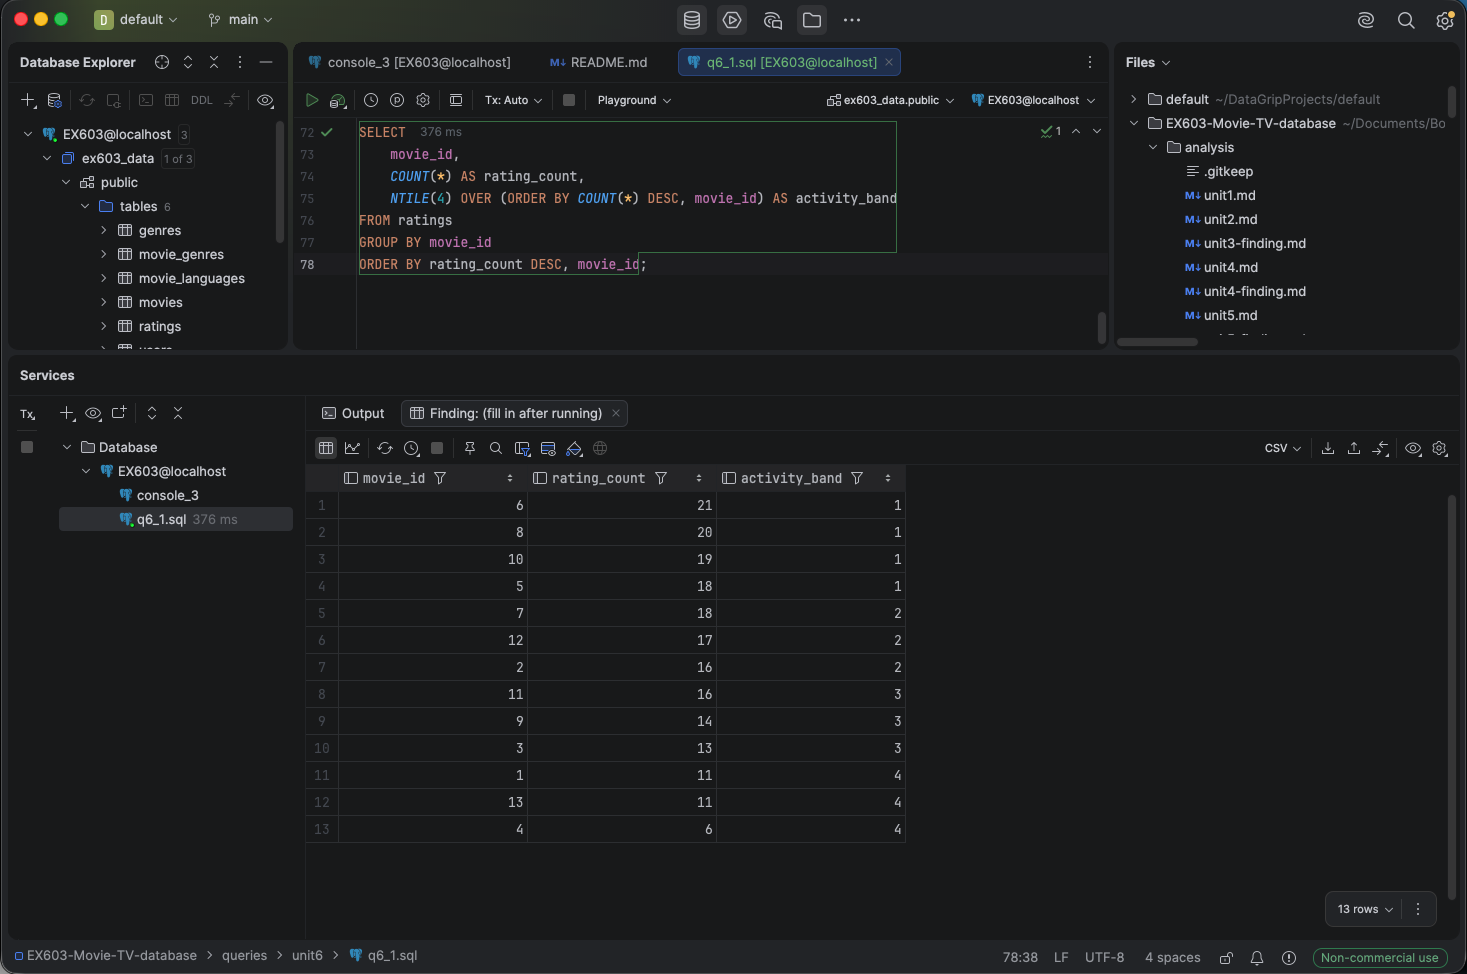 D default
main
Database Explorer
DDL
EX603@localhost 3
ex603_data 1 of 3
public
tables 6
genres
movie_genres
movie_languages
movies
ratings
console_3 [EX603@localhost]
README.md
q6_1.sql [EX603@localhost]
Tx: Auto
Playground
ex603_data.public
EX603@localhost
72 SELECT 376 ms
73 movie_id,
74 COUNT(*) AS rating_count,
75 NTILE(4) OVER (ORDER BY COUNT(*) DESC, movie_id) AS activity_band
76 FROM ratings
77 GROUP BY movie_id
78 ORDER BY rating_count DESC, movie_id;
1
Files
default ~/DataGripProjects/default
EX603-Movie-TV-database ~/Documents/Bo
analysis
.gitkeep
M↓ unit1.md
M↓ unit2.md
M↓ unit3-finding.md
M↓ unit4.md
M↓ unit4-finding.md
M↓ unit5.md
Services
Tx
Database
EX603@localhost
console_3
q6_1.sql 376 ms
Output
Finding: (fill in after running)
CSV
movie_id rating_count activity_band
1 6 21 1
2 8 20 1
3 10 19 1
4 5 18 1
5 7 18 2
6 12 17 2
7 2 16 2
8 11 16 3
9 9 14 3
10 3 13 3
11 1 11 4
12 13 11 4
13 4 6 4
13 rows
EX603-Movie-TV-database > queries > unit6 > q6_1.sql
78:38 LF UTF-8 4 spaces
Non-commercial use